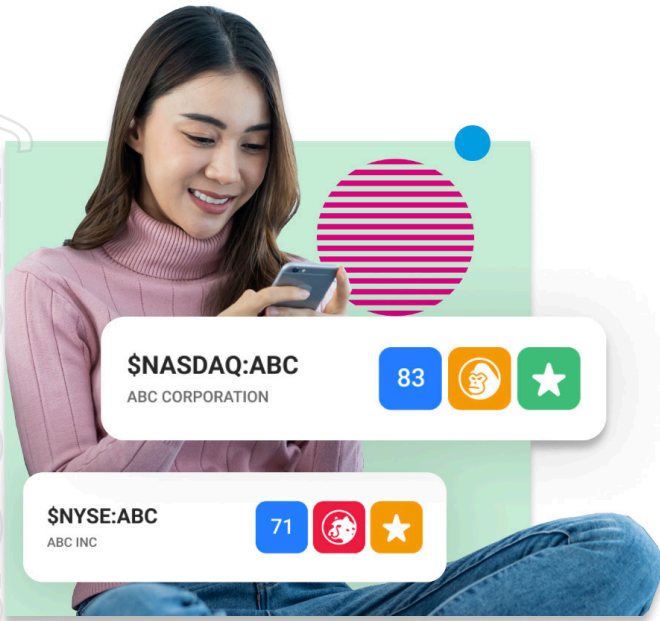 $NASDAQ:ABC
ABC CORPORATION
83
$NYSE:ABC
ABC INC
71